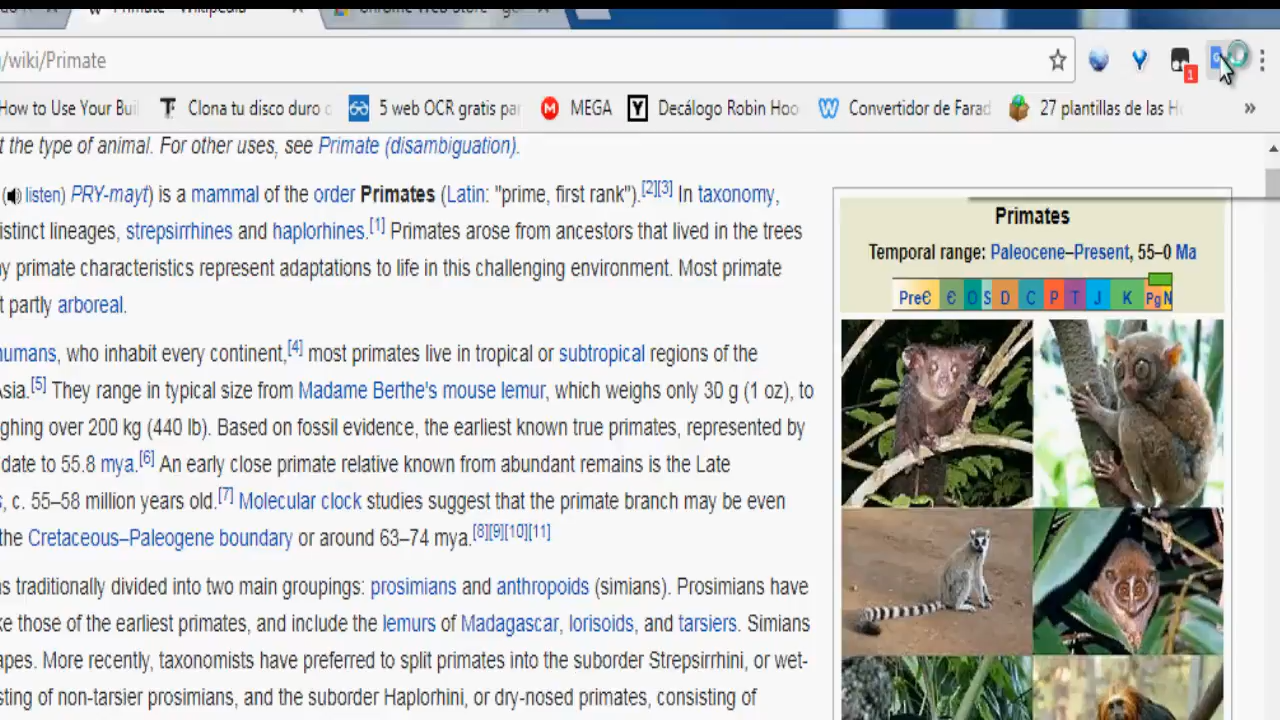 Primate - Wikipedia
Chrome Web Store - ge
/wiki/Primate
1
How to Use Your Bui
Clona tu disco duro
5 web OCR gratis pa
MEGA
Decálogo Robin Hoo
Convertidor de Farad
27 plantillas de las H
»
t the type of animal. For other uses, see Primate (disambiguation).
(listen) PRY-mayt) is a mammal of the order Primates (Latin: "prime, first rank").[2][3] In taxonomy,
istinct lineages, strepsirrhines and haplorhines.[1] Primates arose from ancestors that lived in the trees
y primate characteristics represent adaptations to life in this challenging environment. Most primate
t partly arboreal.
humans, who inhabit every continent,[4] most primates live in tropical or subtropical regions of the
Asia.[5] They range in typical size from Madame Berthe's mouse lemur, which weighs only 30 g (1 oz), to
ghing over 200 kg (440 lb). Based on fossil evidence, the earliest known true primates, represented by
date to 55.8 mya.[6] An early close primate relative known from abundant remains is the Late
s, c. 55–58 million years old.[7] Molecular clock studies suggest that the primate branch may be even
the Cretaceous–Paleogene boundary or around 63–74 mya.[8][9][10][11]
s traditionally divided into two main groupings: prosimians and anthropoids (simians). Prosimians have
ke those of the earliest primates, and include the lemurs of Madagascar, lorisoids, and tarsiers. Simians
apes. More recently, taxonomists have preferred to split primates into the suborder Strepsirrhini, or wet-
sting of non-tarsier prosimians, and the suborder Haplorhini, or dry-nosed primates, consisting of
Primates
Temporal range: Paleocene–Present, 55–0 Ma
PreЄ Є O S D C P T J K Pg N